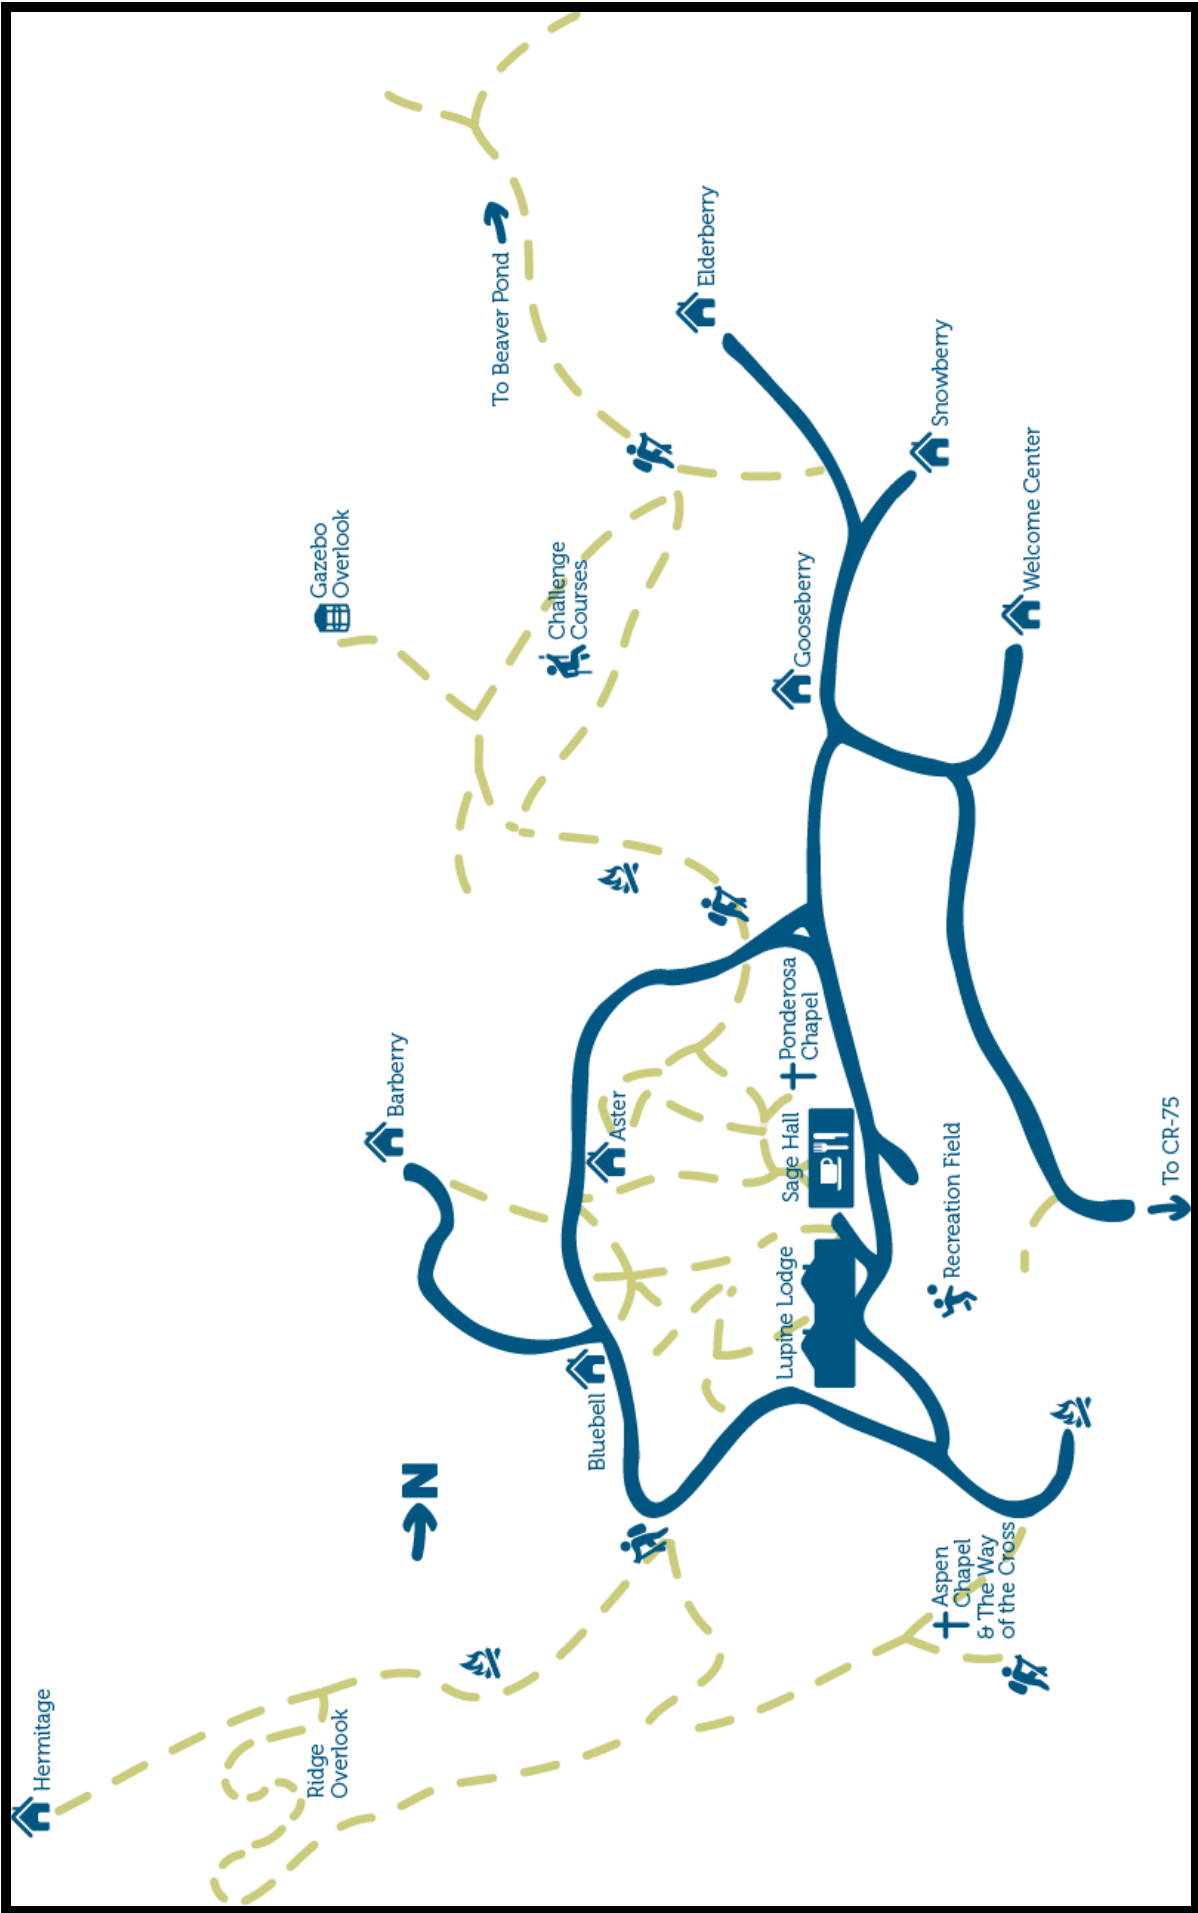 Hermitage
Ridge
Overlook
Gazebo
Overlook
Barberry
N
To Beaver Pond
Challenge
Courses
Bluebell
Aster
Elderberry
Lupine Lodge
Sage Hall
Ponderosa
Chapel
Gooseberry
Aspen
Chapel
& The Way
of the Cross
Recreation Field
Snowberry
Welcome Center
To CR-75